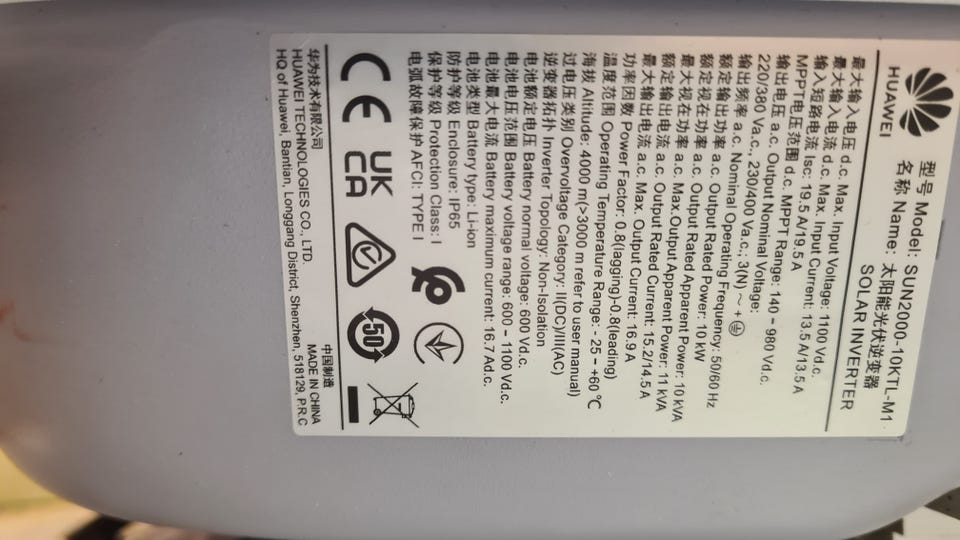 HUAWEI
型号 Model: SUN2000-10KTL-M1
名称 Name: 太阳能光伏逆变器
SOLAR INVERTER
最大输入电压 d.c. Max. Input Voltage: 1100 Vd.c.
最大输入电流 d.c. Max. Input Current: 13.5 A/13.5 A
输入短路电流 Isc: 19.5 A/19.5 A
MPPT电压范围 d.c. MPPT Range: 140 - 980 Vd.c.
输出电压 a.c. Output Nominal Voltage:
220/380 Va.c., 230/400 Va.c.; 3(N) ~ + ⏚
输出频率 a.c. Nominal Operating Frequency: 50/60 Hz
额定输出功率 a.c. Output Rated Power: 10 kW
额定视在功率 a.c. Output Rated Apparent Power: 10 kVA
最大视在功率 a.c. Max.Output Apparent Power: 11 kVA
额定输出电流 a.c. Output Rated Current: 15.2/14.5 A
最大输出电流 a.c. Max. Output Current: 16.9 A
功率因数 Power Factor: 0.8(lagging)-0.8(leading)
温度范围 Operating Temperature Range: - 25 - +60 ℃
海拔 Altitude: 4000 m(>3000 m refer to user manual)
过电压类别 Overvoltage Category: II(DC)/III(AC)
逆变器拓扑 Inverter Topology: Non-Isolation
电池额定电压 Battery normal voltage: 600 Vd.c.
电池电压范围 Battery voltage range: 600 - 1100 Vd.c.
电池最大电流 Battery maximum current: 16.7 Ad.c.
电池类型 Battery type: Li-ion
防护等级 Enclosure: IP65
保护等级 Protection Class: I
电弧故障保护 AFCI: TYPE I
CE UK
CA 50
中国制造
华为技术有限公司 MADE IN CHINA
HUAWEI TECHNOLOGIES CO., LTD.
HQ of Huawei, Bantian, Longgang District, Shenzhen, 518129, P.R.C